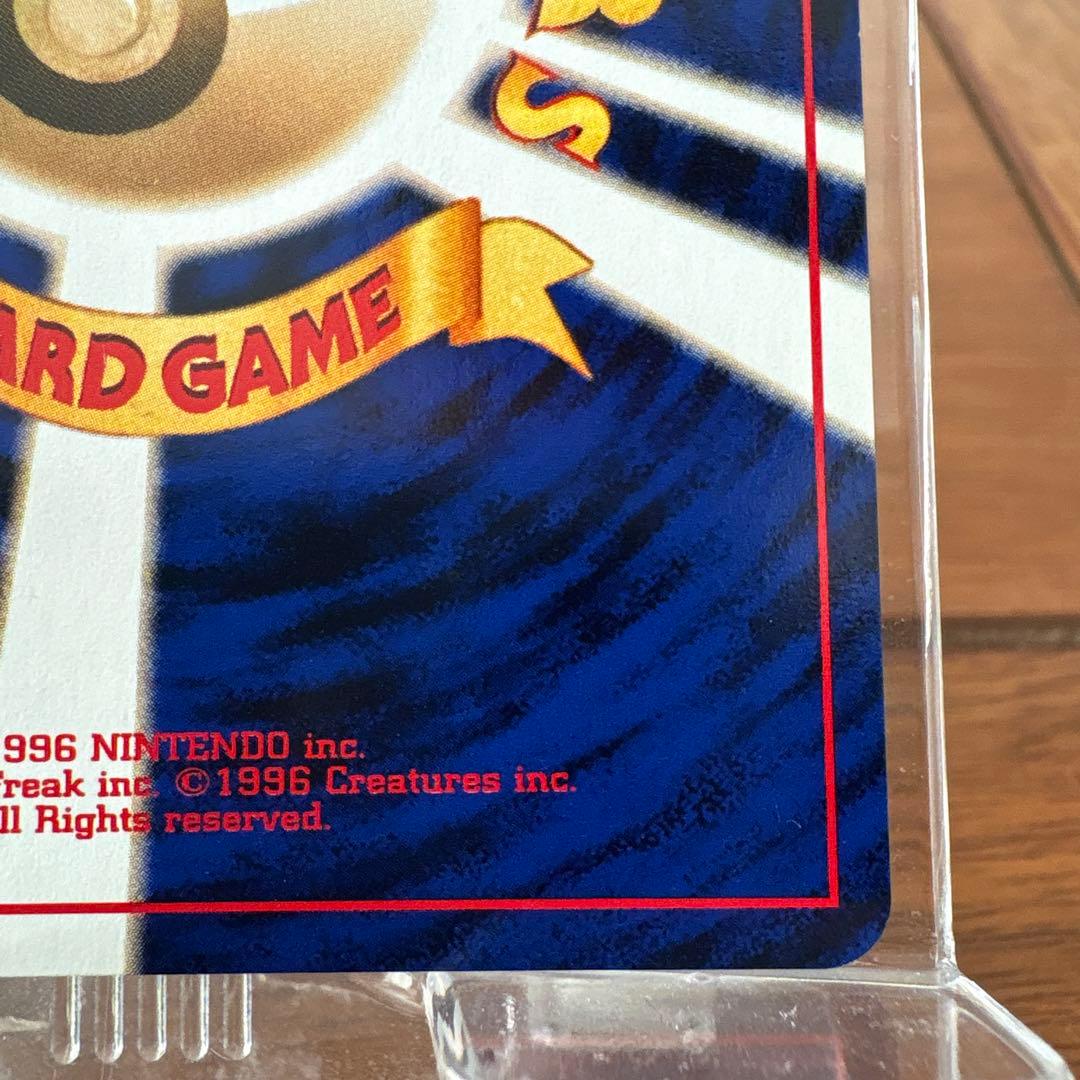 S
ARD GAME
996 NINTENDO inc.
freak inc. ©1996 Creatures inc.
ll Rights reserved.